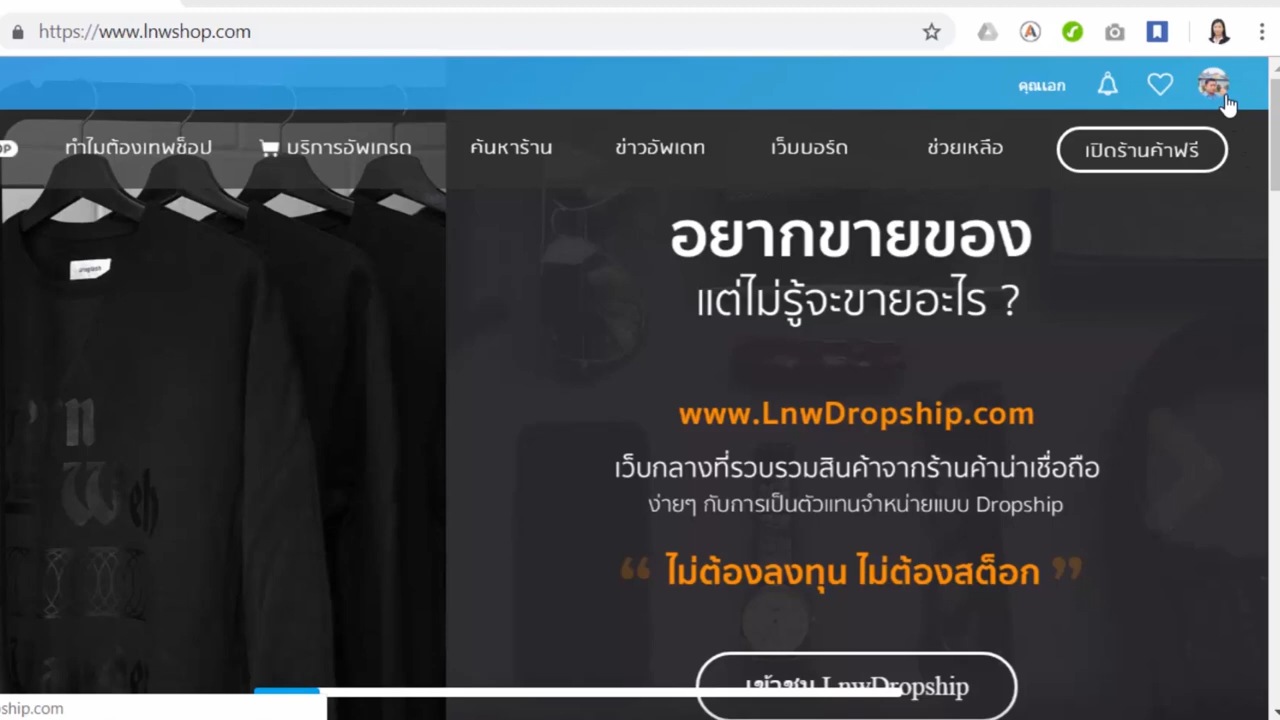 https://www.lnwshop.com
คุณเอก
OP
ทำไมต้องเทพช็อป
บริการอัพเกรด
ค้นหาร้าน
ข่าวอัพเดท
เว็บบอร์ด
ช่วยเหลือ
เปิดร้านค้าฟรี
อยากขายของ
แต่ไม่รู้จะขายอะไร ?
www.LnwDropship.com
เว็บกลางที่รวบรวมสินค้าจากร้านค้าน่าเชื่อถือ
ง่ายๆ กับการเป็นตัวแทนจำหน่ายแบบ Dropship
“ ไม่ต้องลงทุน ไม่ต้องสต็อก ”
เข้าชม LnwDropship
ship.com